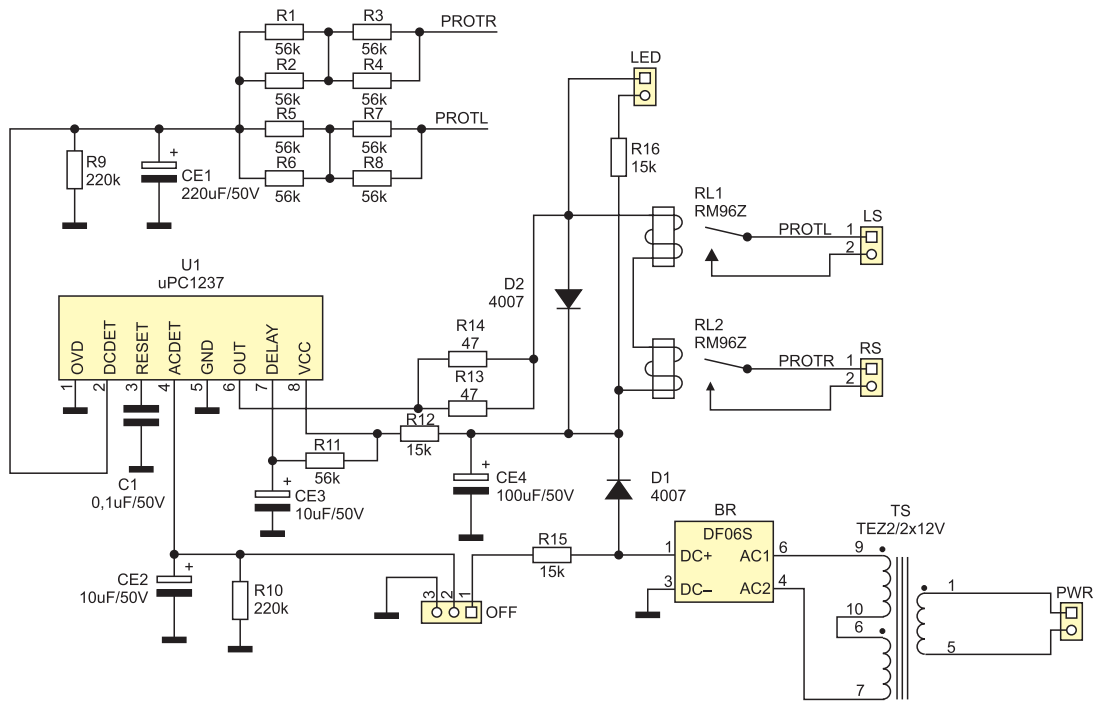 R1
56k
R3
56k
PROTR
R2
56k
R4
56k
R5
56k
R7
56k
PROTL
R6
56k
R8
56k
R9
220k
+
CE1
220uF/50V
LED
R16
15k
RL1
RM96Z
PROTL
1
2
LS
U1
uPC1237
OVD
DCDET
RESET
ACDET
GND
OUT
DELAY
VCC
1
2
3
4
5
6
7
8
D2
4007
R14
47
R13
47
RL2
RM96Z
PROTR
1
2
RS
R12
15k
R11
56k
C1
0,1uF/50V
+
CE3
10uF/50V
+
CE4
100uF/50V
D1
4007
BR
DF06S
DC+
DC–
AC1
AC2
1
3
6
4
TS
TEZ2/2x12V
9
10
6
7
1
5
PWR
R15
15k
+
CE2
10uF/50V
R10
220k
3
2
1
OFF